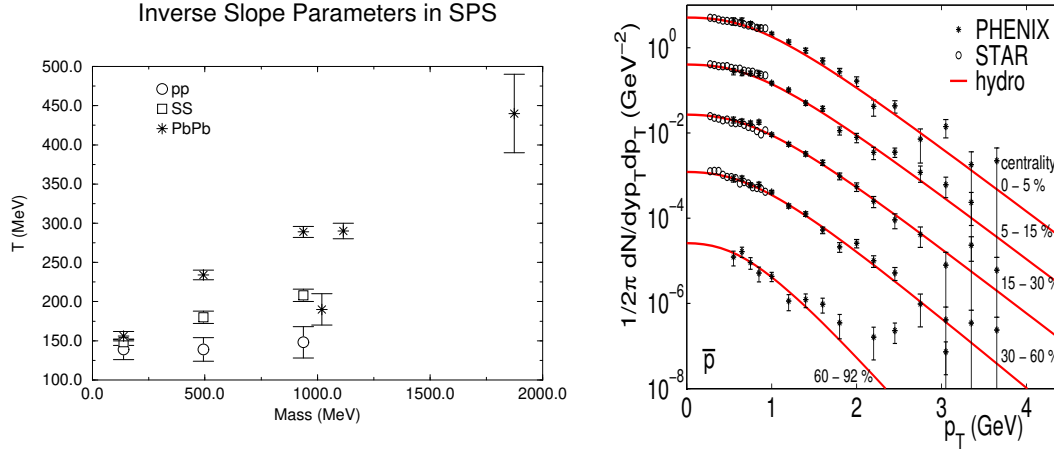 Inverse Slope Parameters in SPS
T (MeV)
500.0
450.0
400.0
350.0
300.0
250.0
200.0
150.0
100.0
pp
SS
PbPb
0.0 500.0 1000.0 1500.0 2000.0
Mass (MeV)
1/2π dN/dyp_T dp_T (GeV^−2)
10^0
10^−2
10^−4
10^−6
10^−8
PHENIX
STAR
hydro
centrality
0 – 5 %
5 – 15 %
15 – 30 %
30 – 60 %
60 – 92 %
p̅
0 1 2 3 4
p_T (GeV)